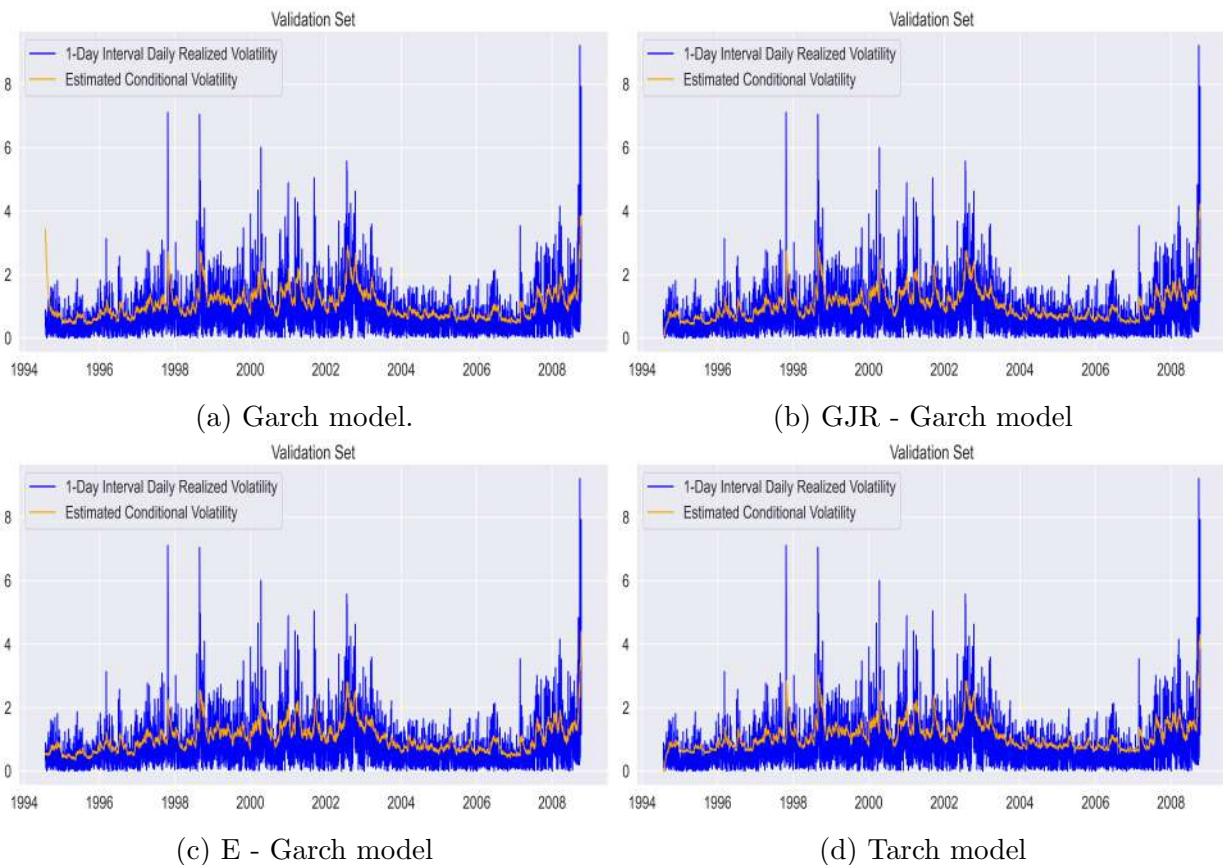 Validation Set
1-Day Interval Daily Realized Volatility
Estimated Conditional Volatility
8
6
4
2
0
1994 1996 1998 2000 2002 2004 2006 2008
(a) Garch model.
Validation Set
1-Day Interval Daily Realized Volatility
Estimated Conditional Volatility
8
6
4
2
0
1994 1996 1998 2000 2002 2004 2006 2008
(b) GJR - Garch model
Validation Set
1-Day Interval Daily Realized Volatility
Estimated Conditional Volatility
8
6
4
2
0
1994 1996 1998 2000 2002 2004 2006 2008
(c) E - Garch model
Validation Set
1-Day Interval Daily Realized Volatility
Estimated Conditional Volatility
8
6
4
2
0
1994 1996 1998 2000 2002 2004 2006 2008
(d) Tarch model